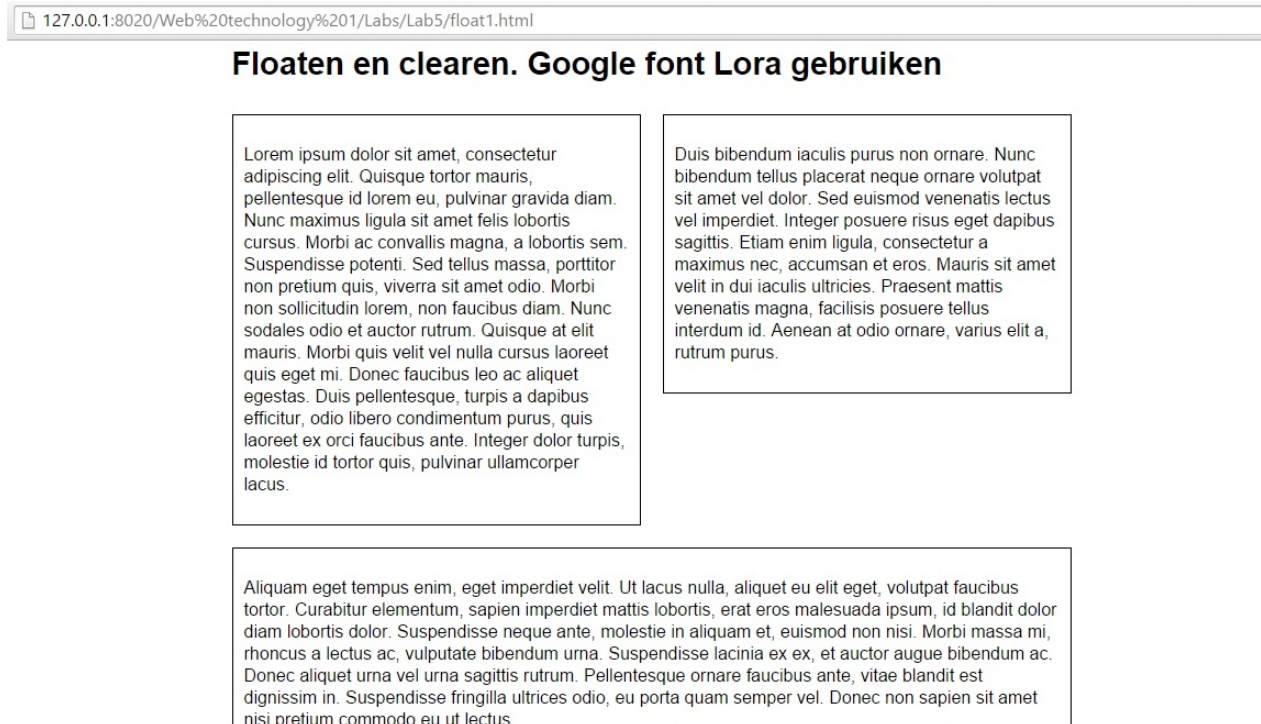 127.0.0.1:8020/Web%20technology%201/Labs/Lab5/float1.html
Floaten en clearen. Google font Lora gebruiken
Lorem ipsum dolor sit amet, consectetur
adipiscing elit. Quisque tortor mauris,
pellentesque id lorem eu, pulvinar gravida diam.
Nunc maximus ligula sit amet felis lobortis
cursus. Morbi ac convallis magna, a lobortis sem.
Suspendisse potenti. Sed tellus massa, porttitor
non pretium quis, viverra sit amet odio. Morbi
non sollicitudin lorem, non faucibus diam. Nunc
sodales odio et auctor rutrum. Quisque at elit
mauris. Morbi quis velit vel nulla cursus laoreet
quis eget mi. Donec faucibus leo ac aliquet
egestas. Duis pellentesque, turpis a dapibus
efficitur, odio libero condimentum purus, quis
laoreet ex orci faucibus ante. Integer dolor turpis,
molestie id tortor quis, pulvinar ullamcorper
lacus.
Duis bibendum iaculis purus non ornare. Nunc
bibendum tellus placerat neque ornare volutpat
sit amet vel dolor. Sed euismod venenatis lectus
vel imperdiet. Integer posuere risus eget dapibus
sagittis. Etiam enim ligula, consectetur a
maximus nec, accumsan et eros. Mauris sit amet
velit in dui iaculis ultricies. Praesent mattis
venenatis magna, facilisis posuere tellus
interdum id. Aenean at odio ornare, varius elit a,
rutrum purus.
Aliquam eget tempus enim, eget imperdiet velit. Ut lacus nulla, aliquet eu elit eget, volutpat faucibus
tortor. Curabitur elementum, sapien imperdiet mattis lobortis, erat eros malesuada ipsum, id blandit dolor
diam lobortis dolor. Suspendisse neque ante, molestie in aliquam et, euismod non nisi. Morbi massa mi,
rhoncus a lectus ac, vulputate bibendum urna. Suspendisse lacinia ex ex, et auctor augue bibendum ac.
Donec aliquet urna vel urna sagittis rutrum. Pellentesque ornare faucibus ante, vitae blandit est
dignissim in. Suspendisse fringilla ultrices odio, eu porta quam semper vel. Donec non sapien sit amet
nisi pretium commodo eu ut lectus.